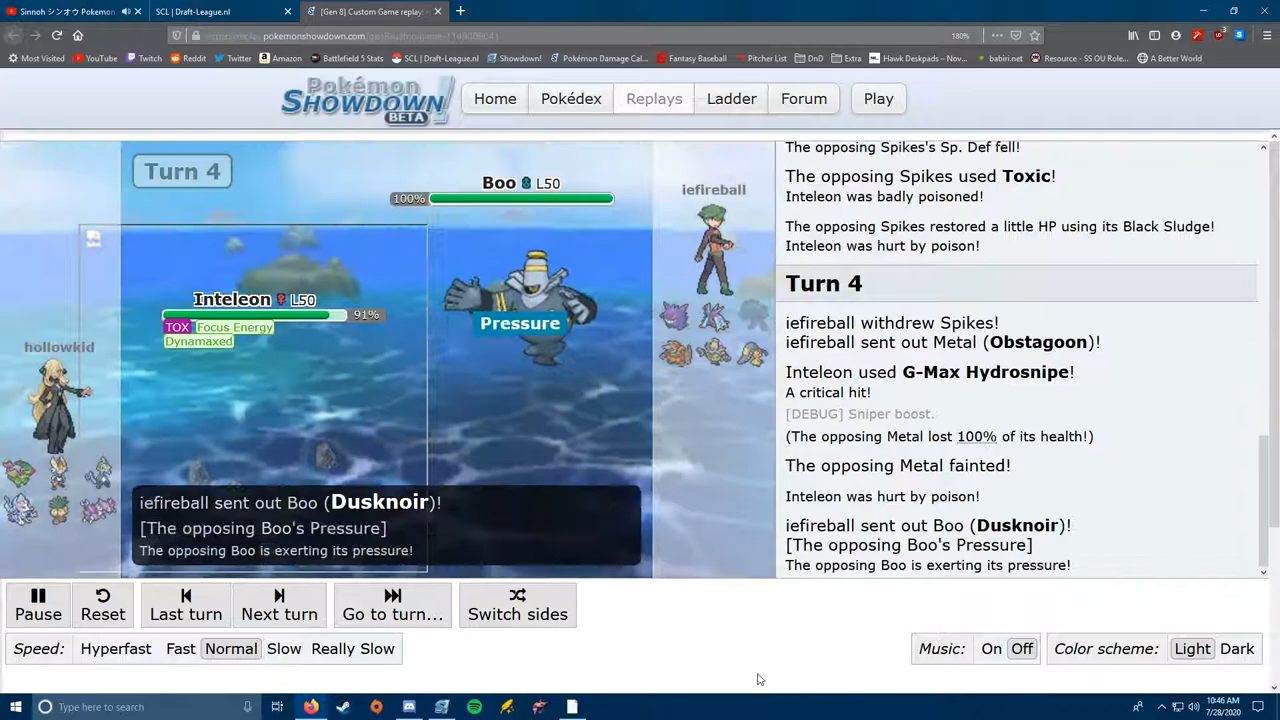 Sinnoh シンオウ Pokemon
SCL | Draft-League.nl
[Gen 8] Custom Game replay
pokemonshowdown.com
180%
Most Visited
YouTube
Twitch
Reddit
Twitter
Amazon
Battlefield 5 Stats
SCL | Draft-League.nl
Showdown!
Pokémon Damage Cal...
Fantasy Baseball
Pitcher List
DnD
Extra
Hawk Deskpads – Nov...
babiri.net
Resource - SS OU Role...
A Better World
Pokémon
SHOWDOWN!
BETA
Home
Pokédex
Replays
Ladder
Forum
Play
Turn 4
Boo L50
100%
iefireball
Inteleon L50
91%
TOX Focus Energy
Dynamaxed
Pressure
hollowkid
iefireball sent out Boo (Dusknoir)!
[The opposing Boo's Pressure]
The opposing Boo is exerting its pressure!
The opposing Spikes's Sp. Def fell!
The opposing Spikes used Toxic!
Inteleon was badly poisoned!
The opposing Spikes restored a little HP using its Black Sludge!
Inteleon was hurt by poison!
Turn 4
iefireball withdrew Spikes!
iefireball sent out Metal (Obstagoon)!
Inteleon used G-Max Hydrosnipe!
A critical hit!
[DEBUG] Sniper boost.
(The opposing Metal lost 100% of its health!)
The opposing Metal fainted!
Inteleon was hurt by poison!
iefireball sent out Boo (Dusknoir)!
[The opposing Boo's Pressure]
The opposing Boo is exerting its pressure!
Pause
Reset
Last turn
Next turn
Go to turn...
Switch sides
Speed: Hyperfast Fast Normal Slow Really Slow
Music: On Off
Color scheme: Light Dark
Type here to search
10:46 AM
7/28/2020